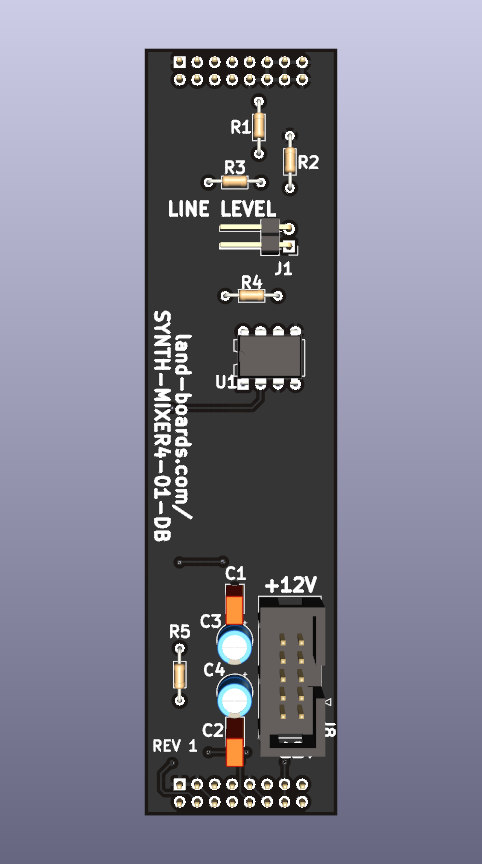 R1
R2
R3
LINE LEVEL
J1
R4
U1
land-boards.com/
SYNTH-MIXER4-01-DB
C1
+12V
C3
R5
C4
C2
REV 1